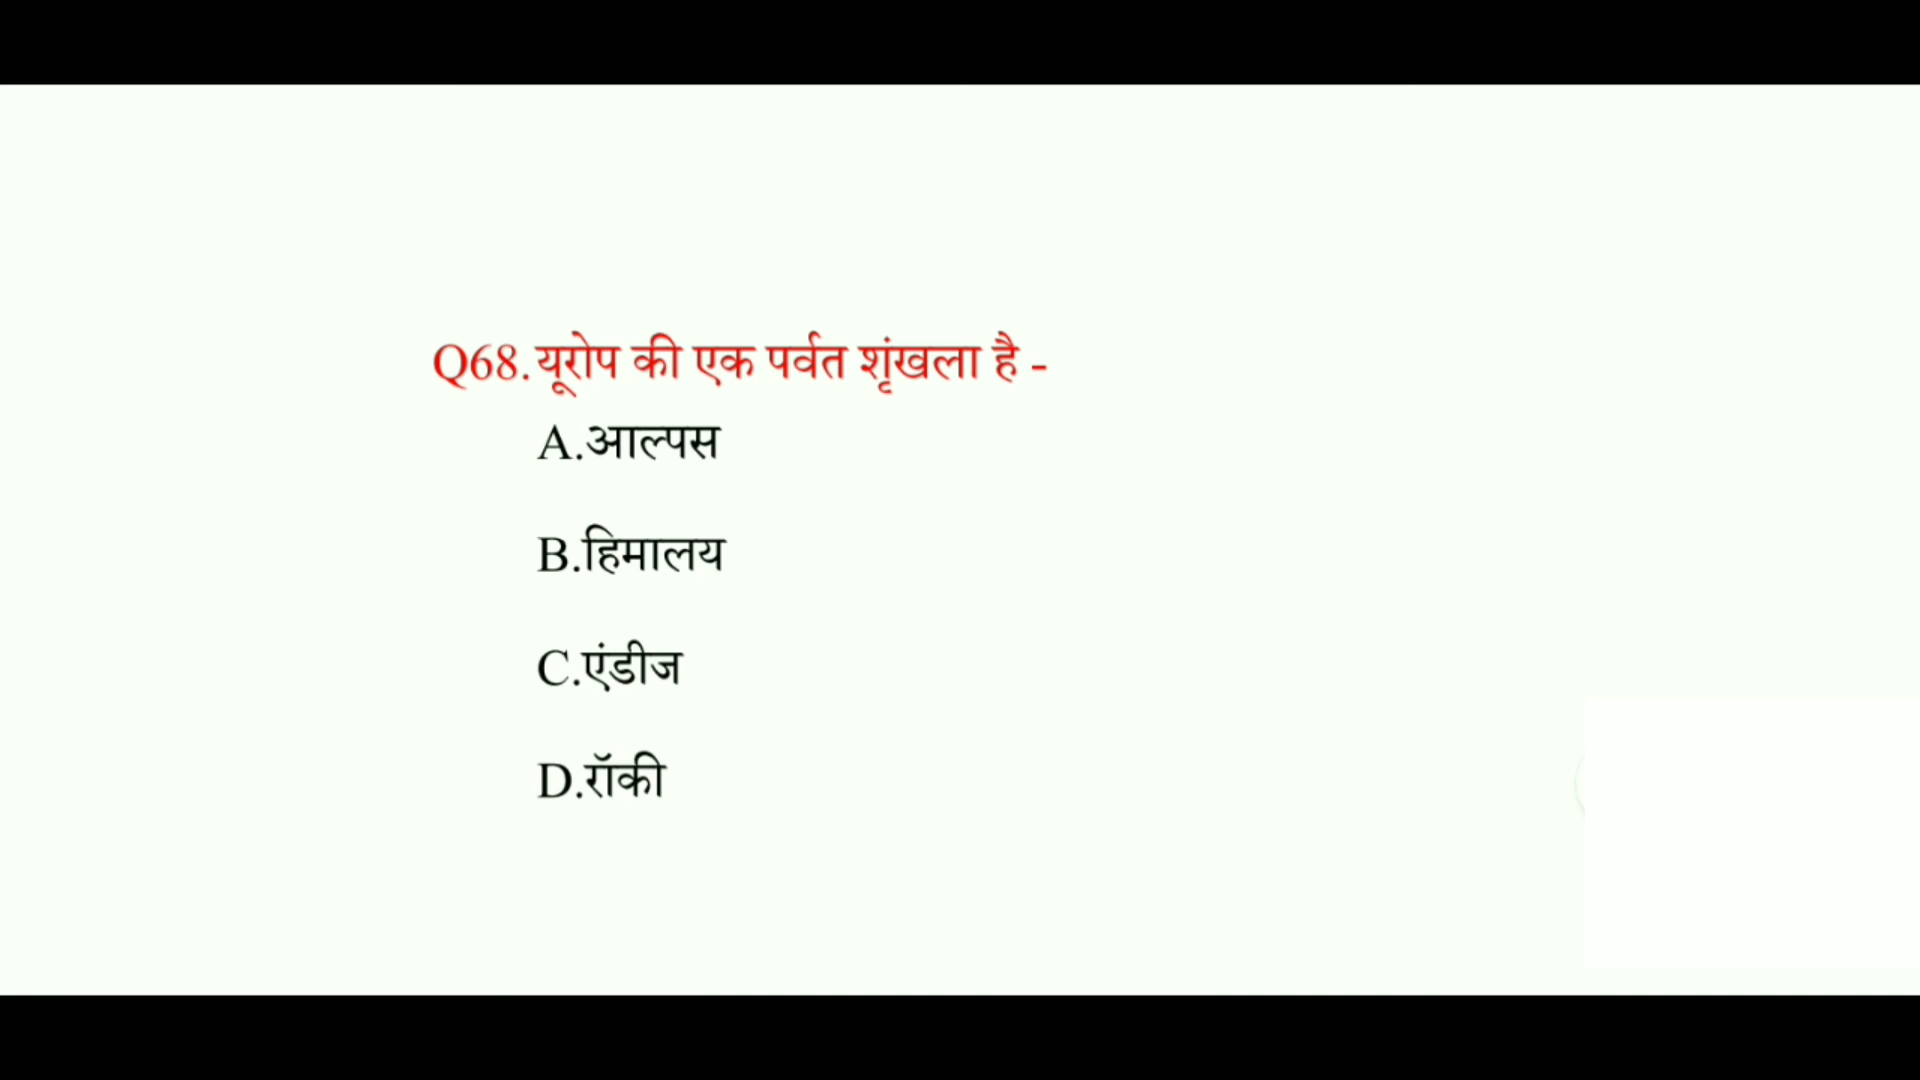 Q68.यूरोप की एक पर्वत शृंखला है -
A.आल्पस
B.हिमालय
C.एंडीज
D.रॉकी